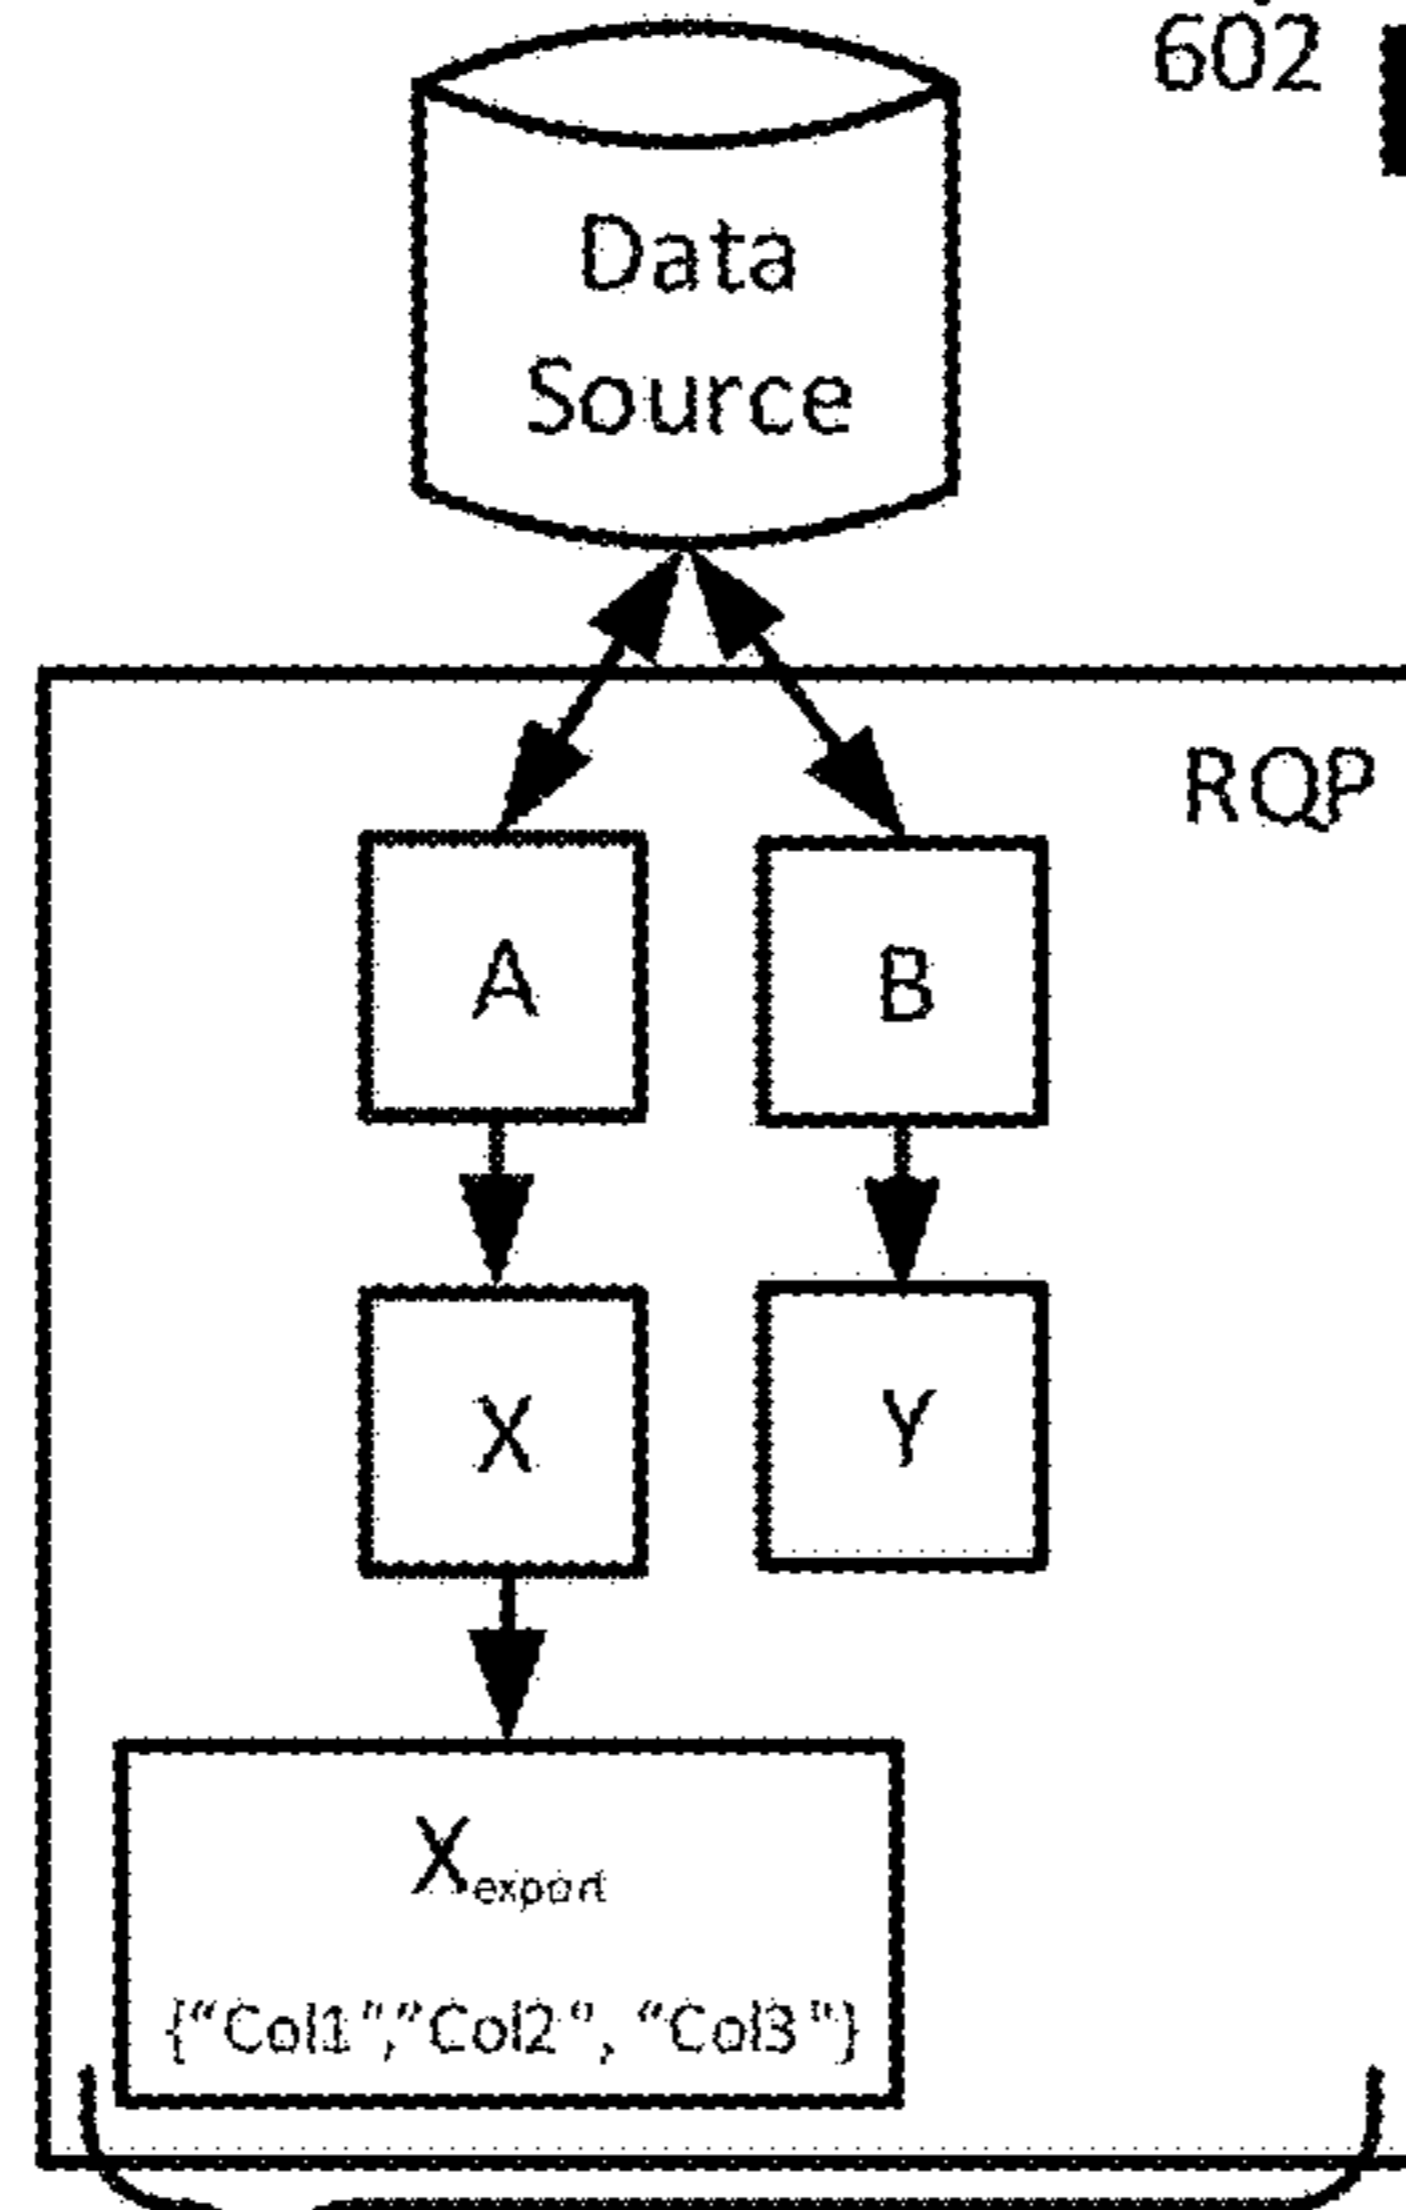 602
Data
Source
RQP
A
B
X
Y
Xexport
{“Col1”,”Col2”, “Col3”}